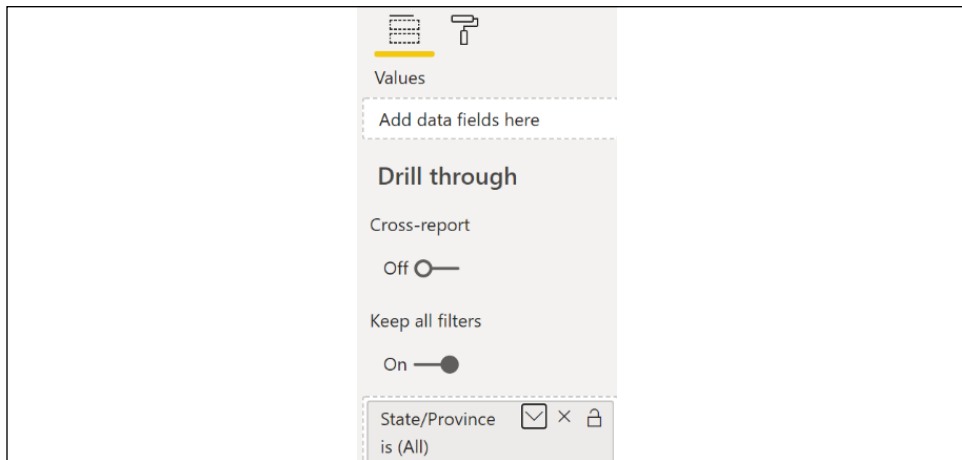 Values
Add data fields here
Drill through
Cross-report
Off
Keep all filters
On
State/Province
is (All)